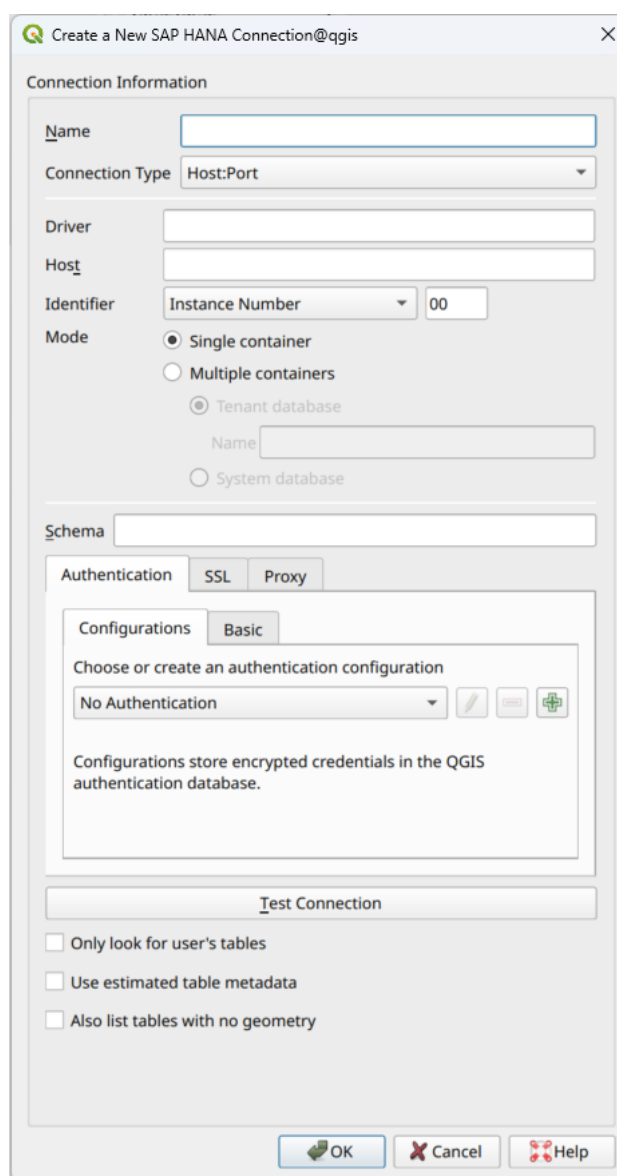 Create a New SAP HANA Connection@qgis
Connection Information
Name
Connection Type Host:Port
Driver
Host
Identifier Instance Number 00
Mode Single container
Multiple containers
Tenant database
Name
System database
Schema
Authentication SSL Proxy
Configurations Basic
Choose or create an authentication configuration
No Authentication
Configurations store encrypted credentials in the QGIS
authentication database.
Test Connection
Only look for user's tables
Use estimated table metadata
Also list tables with no geometry
OK Cancel Help